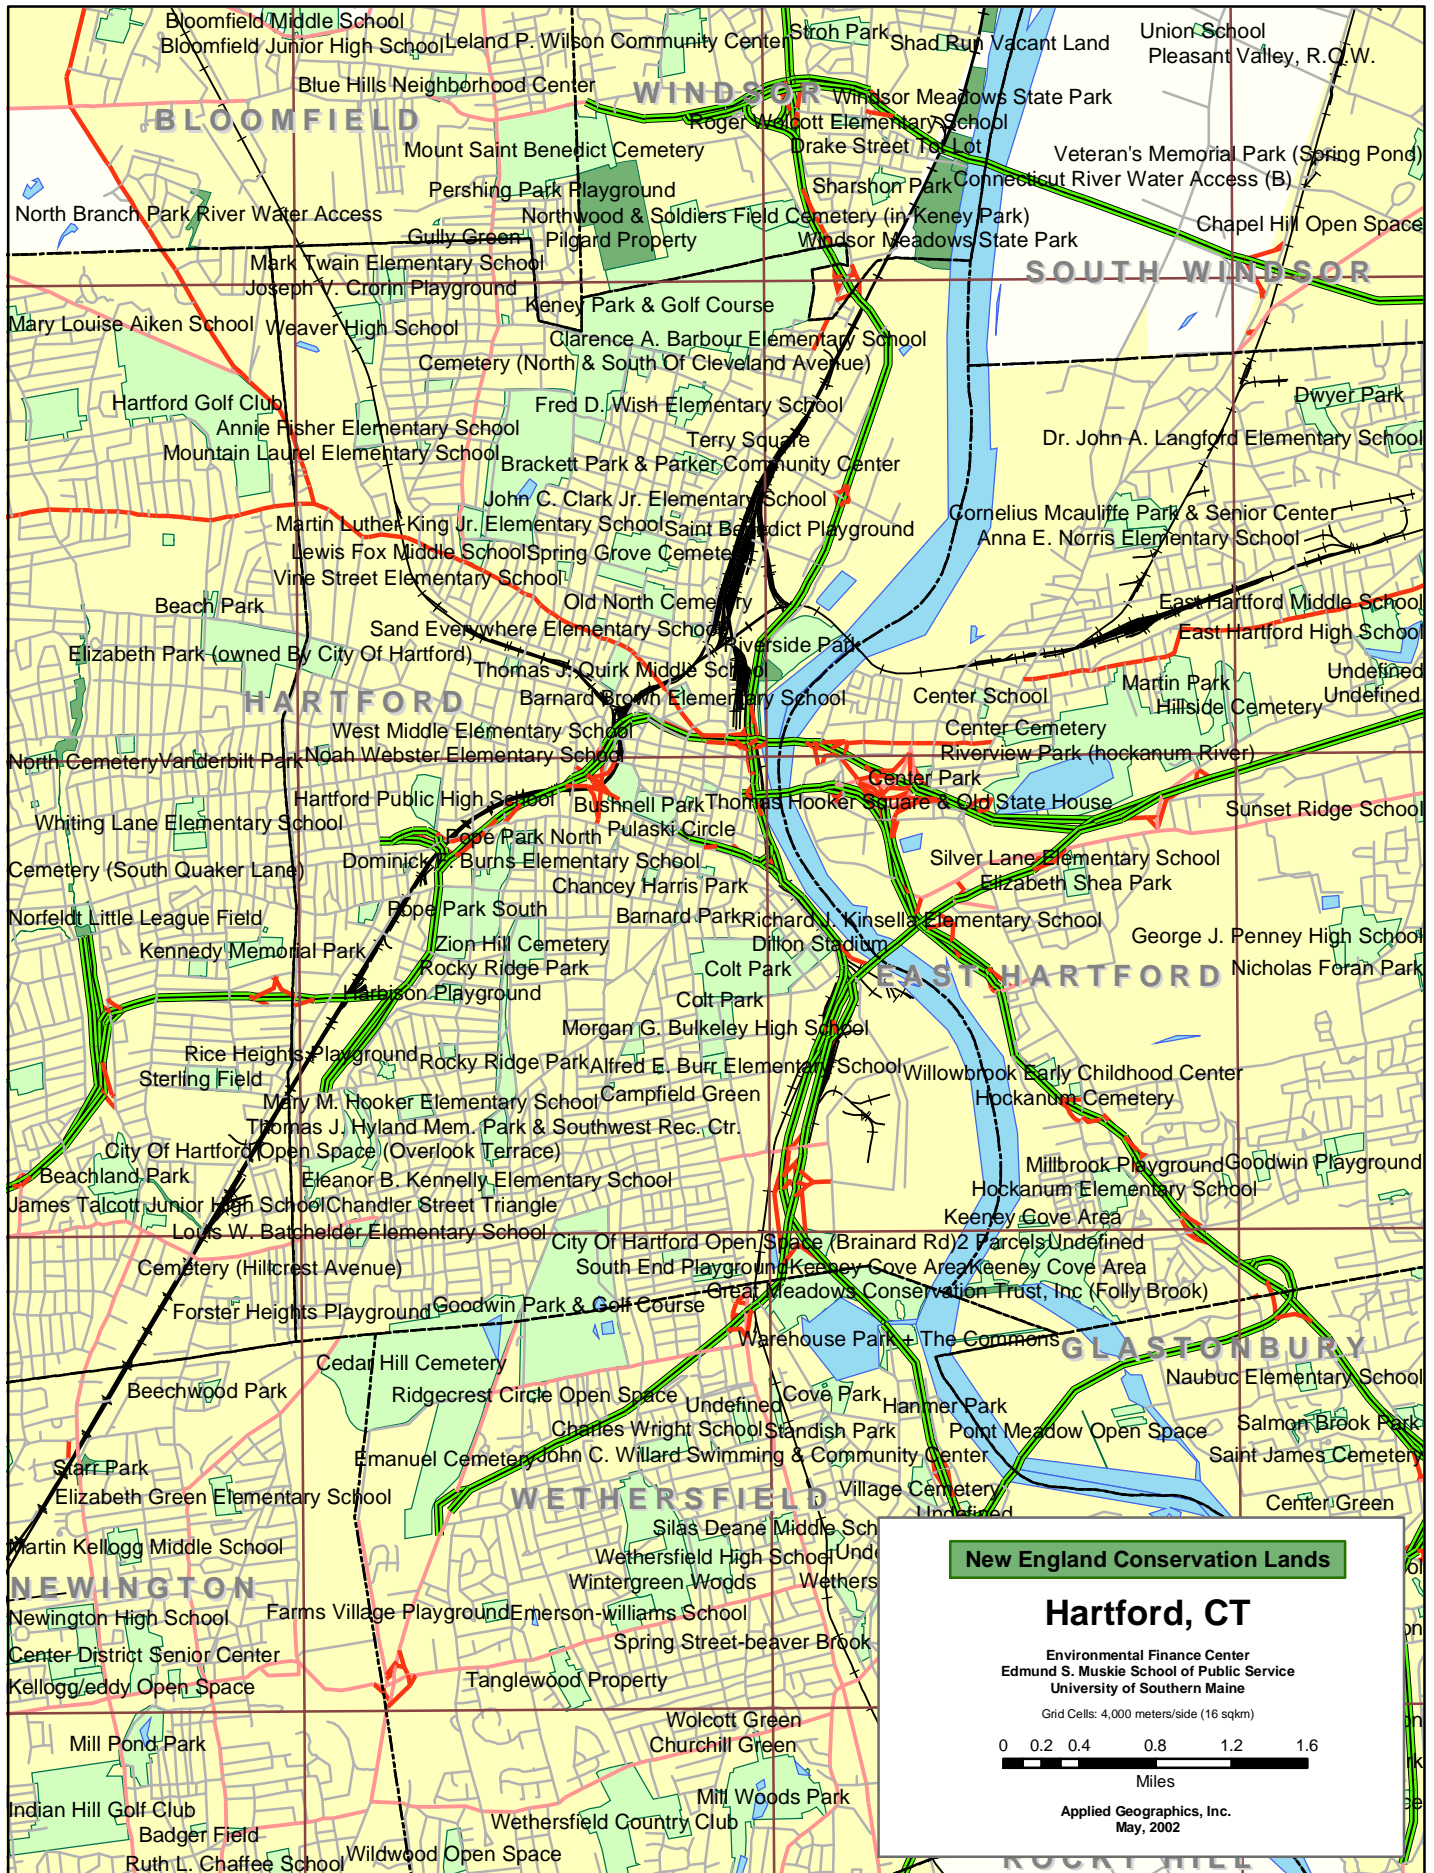 Bloomfield Middle School
Bloomfield Junior High School
Leland P. Wilson Community Center
Stroh Park
Shad Run Vacant Land
Union School
Pleasant Valley, R.O.W.
Blue Hills Neighborhood Center
WINDSOR
Windsor Meadows State Park
BLOOMFIELD
Roger Wolcott Elementary School
Mount Saint Benedict Cemetery
Drake Street Tot Lot
Veteran's Memorial Park (Spring Pond)
Pershing Park Playground
Sharshon Park
Connecticut River Water Access (B)
North Branch Park River Water Access
Northwood & Soldiers Field Cemetery (in Keney Park)
Chapel Hill Open Space
Gully Green
Pilgard Property
Windsor Meadows State Park
Mark Twain Elementary School
SOUTH WINDSOR
Joseph V. Crorin Playground
Keney Park & Golf Course
Mary Louise Aiken School
Weaver High School
Clarence A. Barbour Elementary School
Cemetery (North & South Of Cleveland Avenue)
Hartford Golf Club
Fred D. Wish Elementary School
Dwyer Park
Annie Fisher Elementary School
Terry Square
Dr. John A. Langford Elementary School
Mountain Laurel Elementary School
Brackett Park & Parker Community Center
John C. Clark Jr. Elementary School
Cornelius Mcauliffe Park & Senior Center
Martin Luther King Jr. Elementary School
Saint Benedict Playground
Anna E. Norris Elementary School
Lewis Fox Middle School
Spring Grove Cemetery
Vine Street Elementary School
Beach Park
Old North Cemetery
East Hartford Middle School
Sand Everywhere Elementary School
Riverside Park
East Hartford High School
Elizabeth Park (owned By City Of Hartford)
Thomas J. Quirk Middle School
Undefined
Martin Park
HARTFORD
Barnard Brown Elementary School
Center School
Undefined
Hillside Cemetery
West Middle Elementary School
Center Cemetery
North Cemetery
Vanderbilt Park
Noah Webster Elementary School
Riverview Park (hockanum River)
Center Park
Hartford Public High School
Bushnell Park
Thomas Hooker Square & Old State House
Sunset Ridge School
Whiting Lane Elementary School
Pope Park North
Pulaski Circle
Cemetery (South Quaker Lane)
Dominick F. Burns Elementary School
Silver Lane Elementary School
Chancey Harris Park
Elizabeth Shea Park
Norfeldt Little League Field
Pope Park South
Barnard Park
Richard J. Kinsella Elementary School
Kennedy Memorial Park
Zion Hill Cemetery
Dillon Stadium
George J. Penney High School
Rocky Ridge Park
Colt Park
EAST HARTFORD
Nicholas Foran Park
Harbison Playground
Colt Park
Morgan G. Bulkeley High School
Rice Heights Playground
Rocky Ridge Park
Alfred E. Burr Elementary School
Willowbrook Early Childhood Center
Sterling Field
Mary M. Hooker Elementary School
Campfield Green
Hockanum Cemetery
Thomas J. Hyland Mem. Park & Southwest Rec. Ctr.
City Of Hartford Open Space (Overlook Terrace)
Beachland Park
Eleanor B. Kennelly Elementary School
Millbrook Playground
Goodwin Playground
James Talcott Junior High School
Chandler Street Triangle
Hockanum Elementary School
Louis W. Batchelder Elementary School
Keeney Cove Area
City Of Hartford Open Space (Brainard Rd)2 Parcels
Undefined
Cemetery (Hillcrest Avenue)
South End Playground
Keeney Cove Area
Keeney Cove Area
Great Meadows Conservation Trust, Inc (Folly Brook)
Forster Heights Playground
Goodwin Park & Golf Course
Warehouse Park + The Commons
GLASTONBURY
Cedar Hill Cemetery
Naubuc Elementary School
Beechwood Park
Ridgecrest Circle Open Space
Undefined
Cove Park
Hanmer Park
Charles Wright School
Standish Park
Point Meadow Open Space
Salmon Brook Park
Emanuel Cemetery
John C. Willard Swimming & Community Center
Saint James Cemetery
Starr Park
Elizabeth Green Elementary School
WETHERSFIELD
Village Cemetery
Center Green
Undefined
Silas Deane Middle Sch
Martin Kellogg Middle School
Wethersfield High School
Unde
NEWINGTON
Wintergreen Woods
Wethers
Newington High School
Farms Village Playground
Emerson-williams School
Center District Senior Center
Spring Street-beaver Brook
Kellogg/eddy Open Space
Tanglewood Property
Wolcott Green
Mill Pond Park
Churchill Green
Indian Hill Golf Club
Mill Woods Park
Badger Field
Wethersfield Country Club
Ruth L. Chaffee School
Wildwood Open Space
ROCKY HILL
New England Conservation Lands
Hartford, CT
Environmental Finance Center
Edmund S. Muskie School of Public Service
University of Southern Maine
Grid Cells: 4,000 meters/side (16 sqkm)
0 0.2 0.4 0.8 1.2 1.6
Miles
Applied Geographics, Inc.
May, 2002